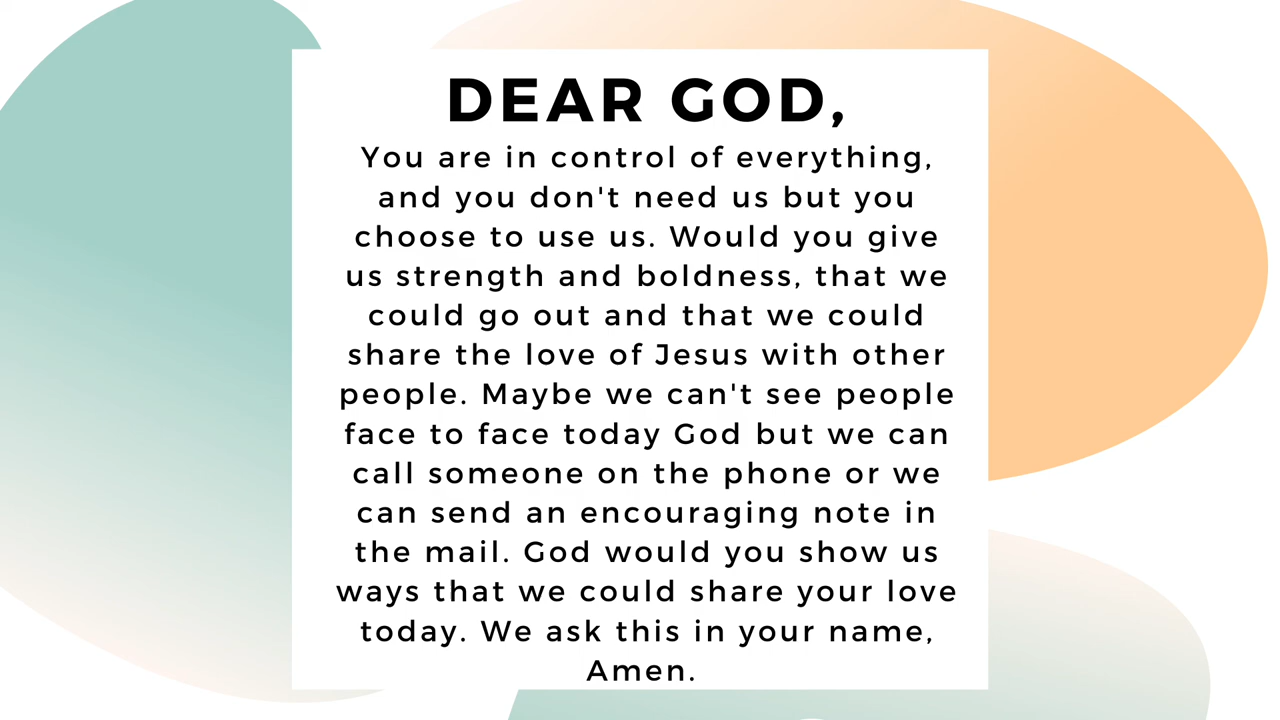 DEAR GOD,
You are in control of everything,
and you don't need us but you
choose to use us. Would you give
us strength and boldness, that we
could go out and that we could
share the love of Jesus with other
people. Maybe we can't see people
face to face today God but we can
call someone on the phone or we
can send an encouraging note in
the mail. God would you show us
ways that we could share your love
today. We ask this in your name,
Amen.